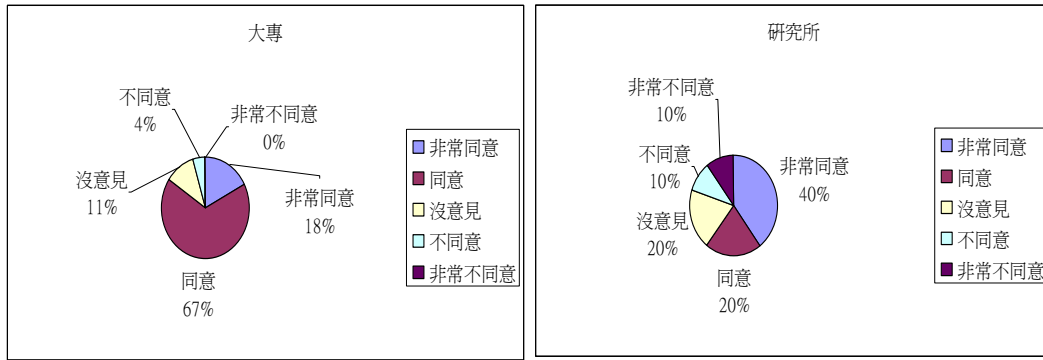 大專
不同意
4%
非常不同意
0%
沒意見
11%
非常同意
18%
同意
67%
非常同意
同意
沒意見
不同意
非常不同意
研究所
非常不同意
10%
不同意
10%
非常同意
40%
沒意見
20%
同意
20%
非常同意
同意
沒意見
不同意
非常不同意